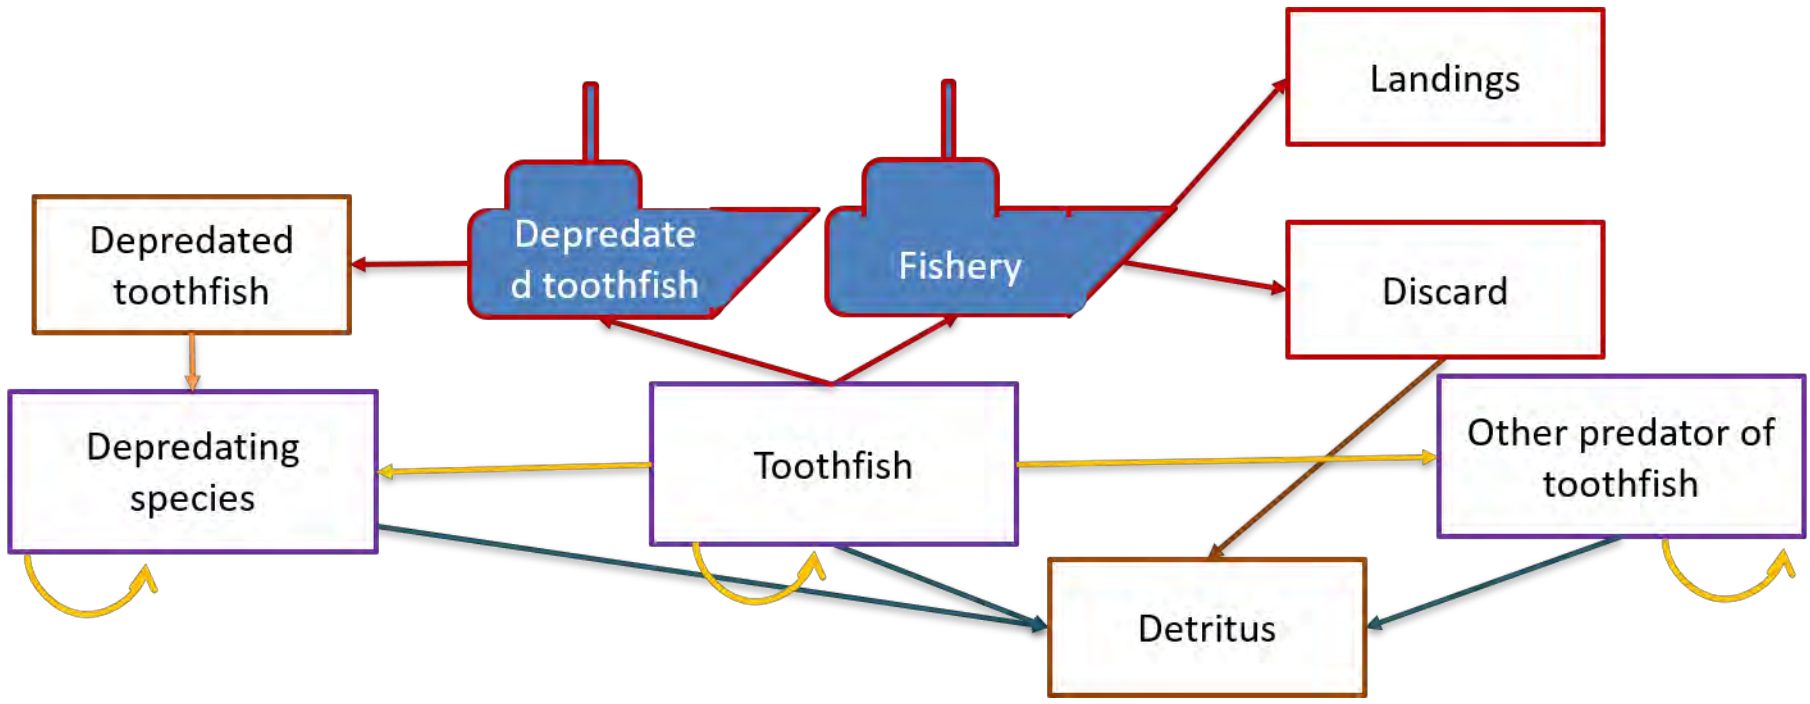 Landings
Depredated
toothfish
Depredate
d toothfish
Fishery
Discard
Depredating
species
Toothfish
Other predator of
toothfish
Detritus